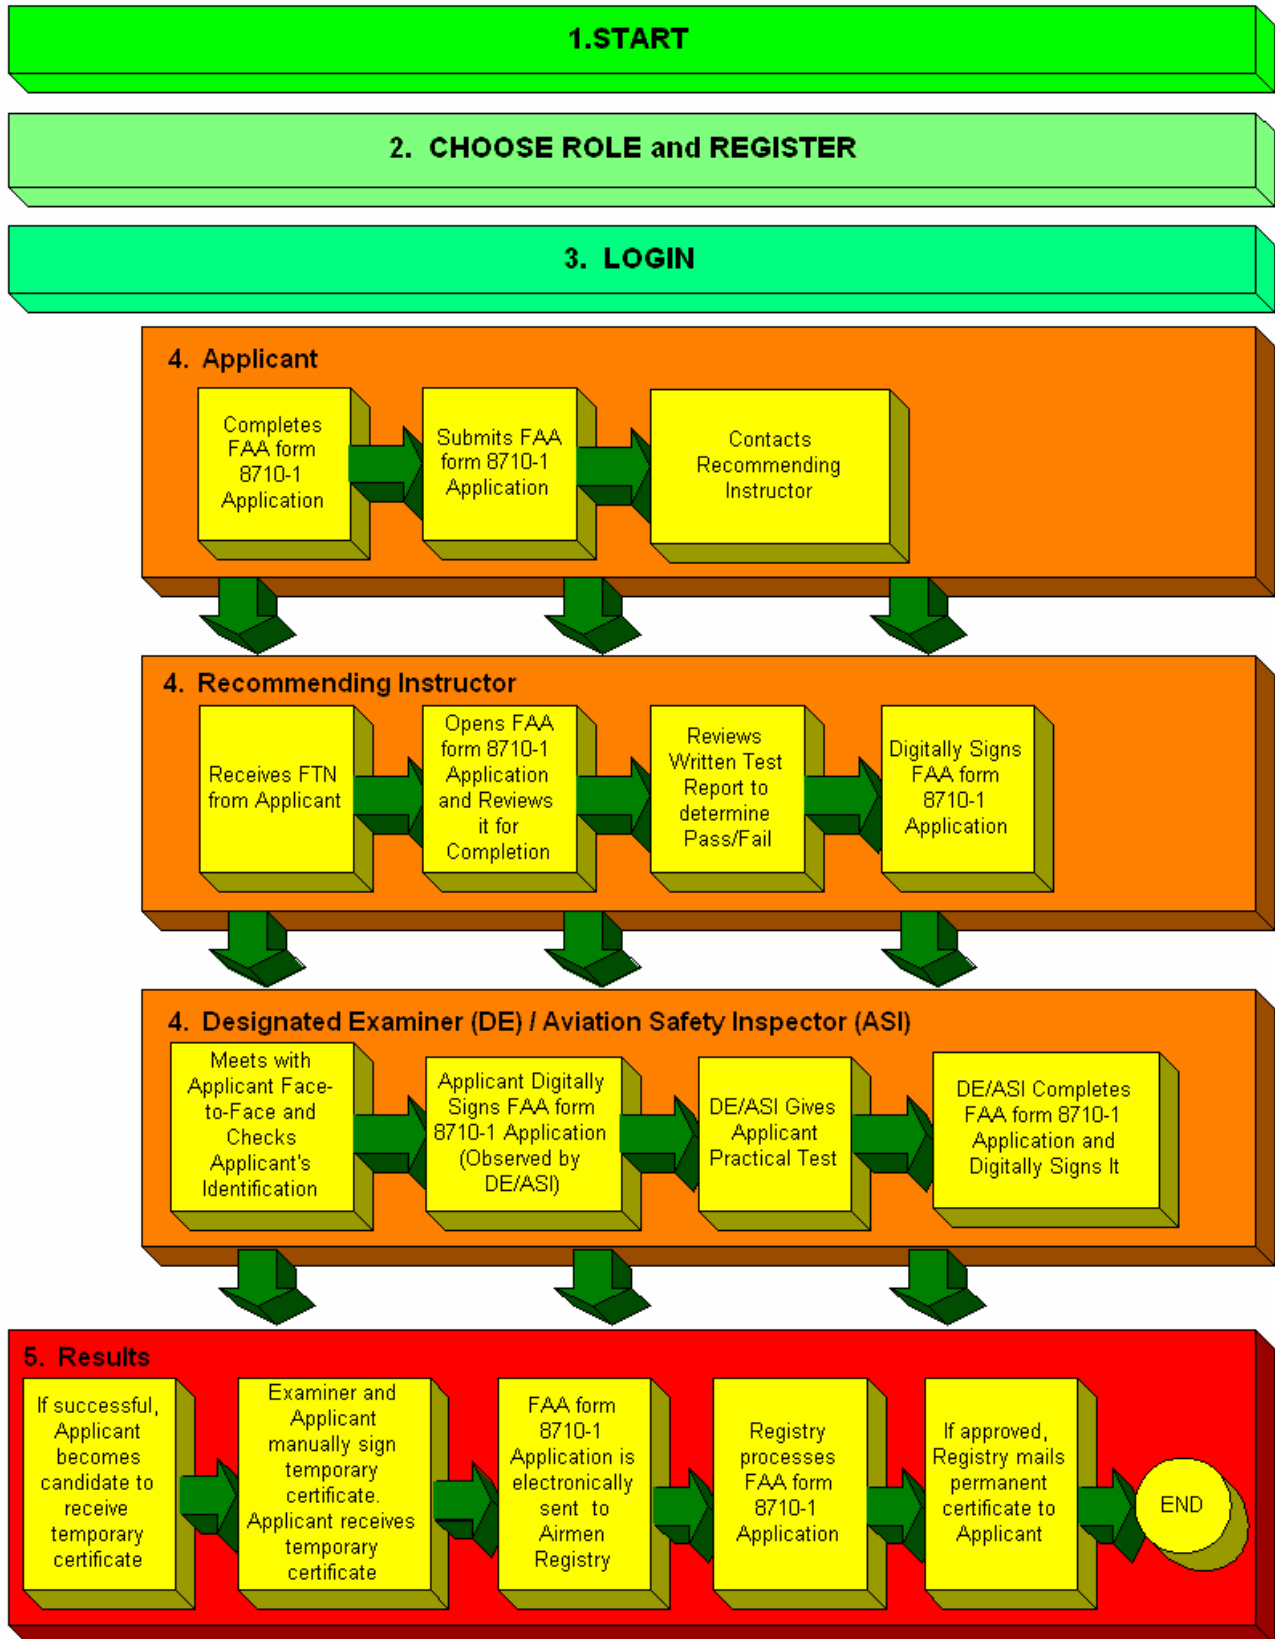 1.START
2.  CHOOSE ROLE and REGISTER
3.  LOGIN
4.  Applicant
Completes
FAA form
8710-1
Application
Submits FAA
form 8710-1
Application
Contacts
Recommending
Instructor
4.  Recommending Instructor
Receives FTN
from Applicant
Opens FAA
form 8710-1
Application
and Reviews
it for
Completion
Reviews
Written Test
Report to
determine
Pass/Fail
Digitally Signs
FAA form
8710-1
Application
4.  Designated Examiner (DE) / Aviation Safety Inspector (ASI)
Meets with
Applicant Face-
to-Face and
Checks
Applicant's
Identification
Applicant Digitally
Signs FAA form
8710-1 Application
(Observed by
DE/ASI)
DE/ASI Gives
Applicant
Practical Test
DE/ASI Completes
FAA form 8710-1
Application and
Digitally Signs It
5.  Results
If successful,
Applicant
becomes
candidate to
receive
temporary
certificate
Examiner and
Applicant
manually sign
temporary
certificate.
Applicant receives
temporary
certificate
FAA form
8710-1
Application is
electronically
sent  to
Airmen
Registry
Registry
processes
FAA form
8710-1
Application
If approved,
Registry mails
permanent
certificate to
Applicant
END